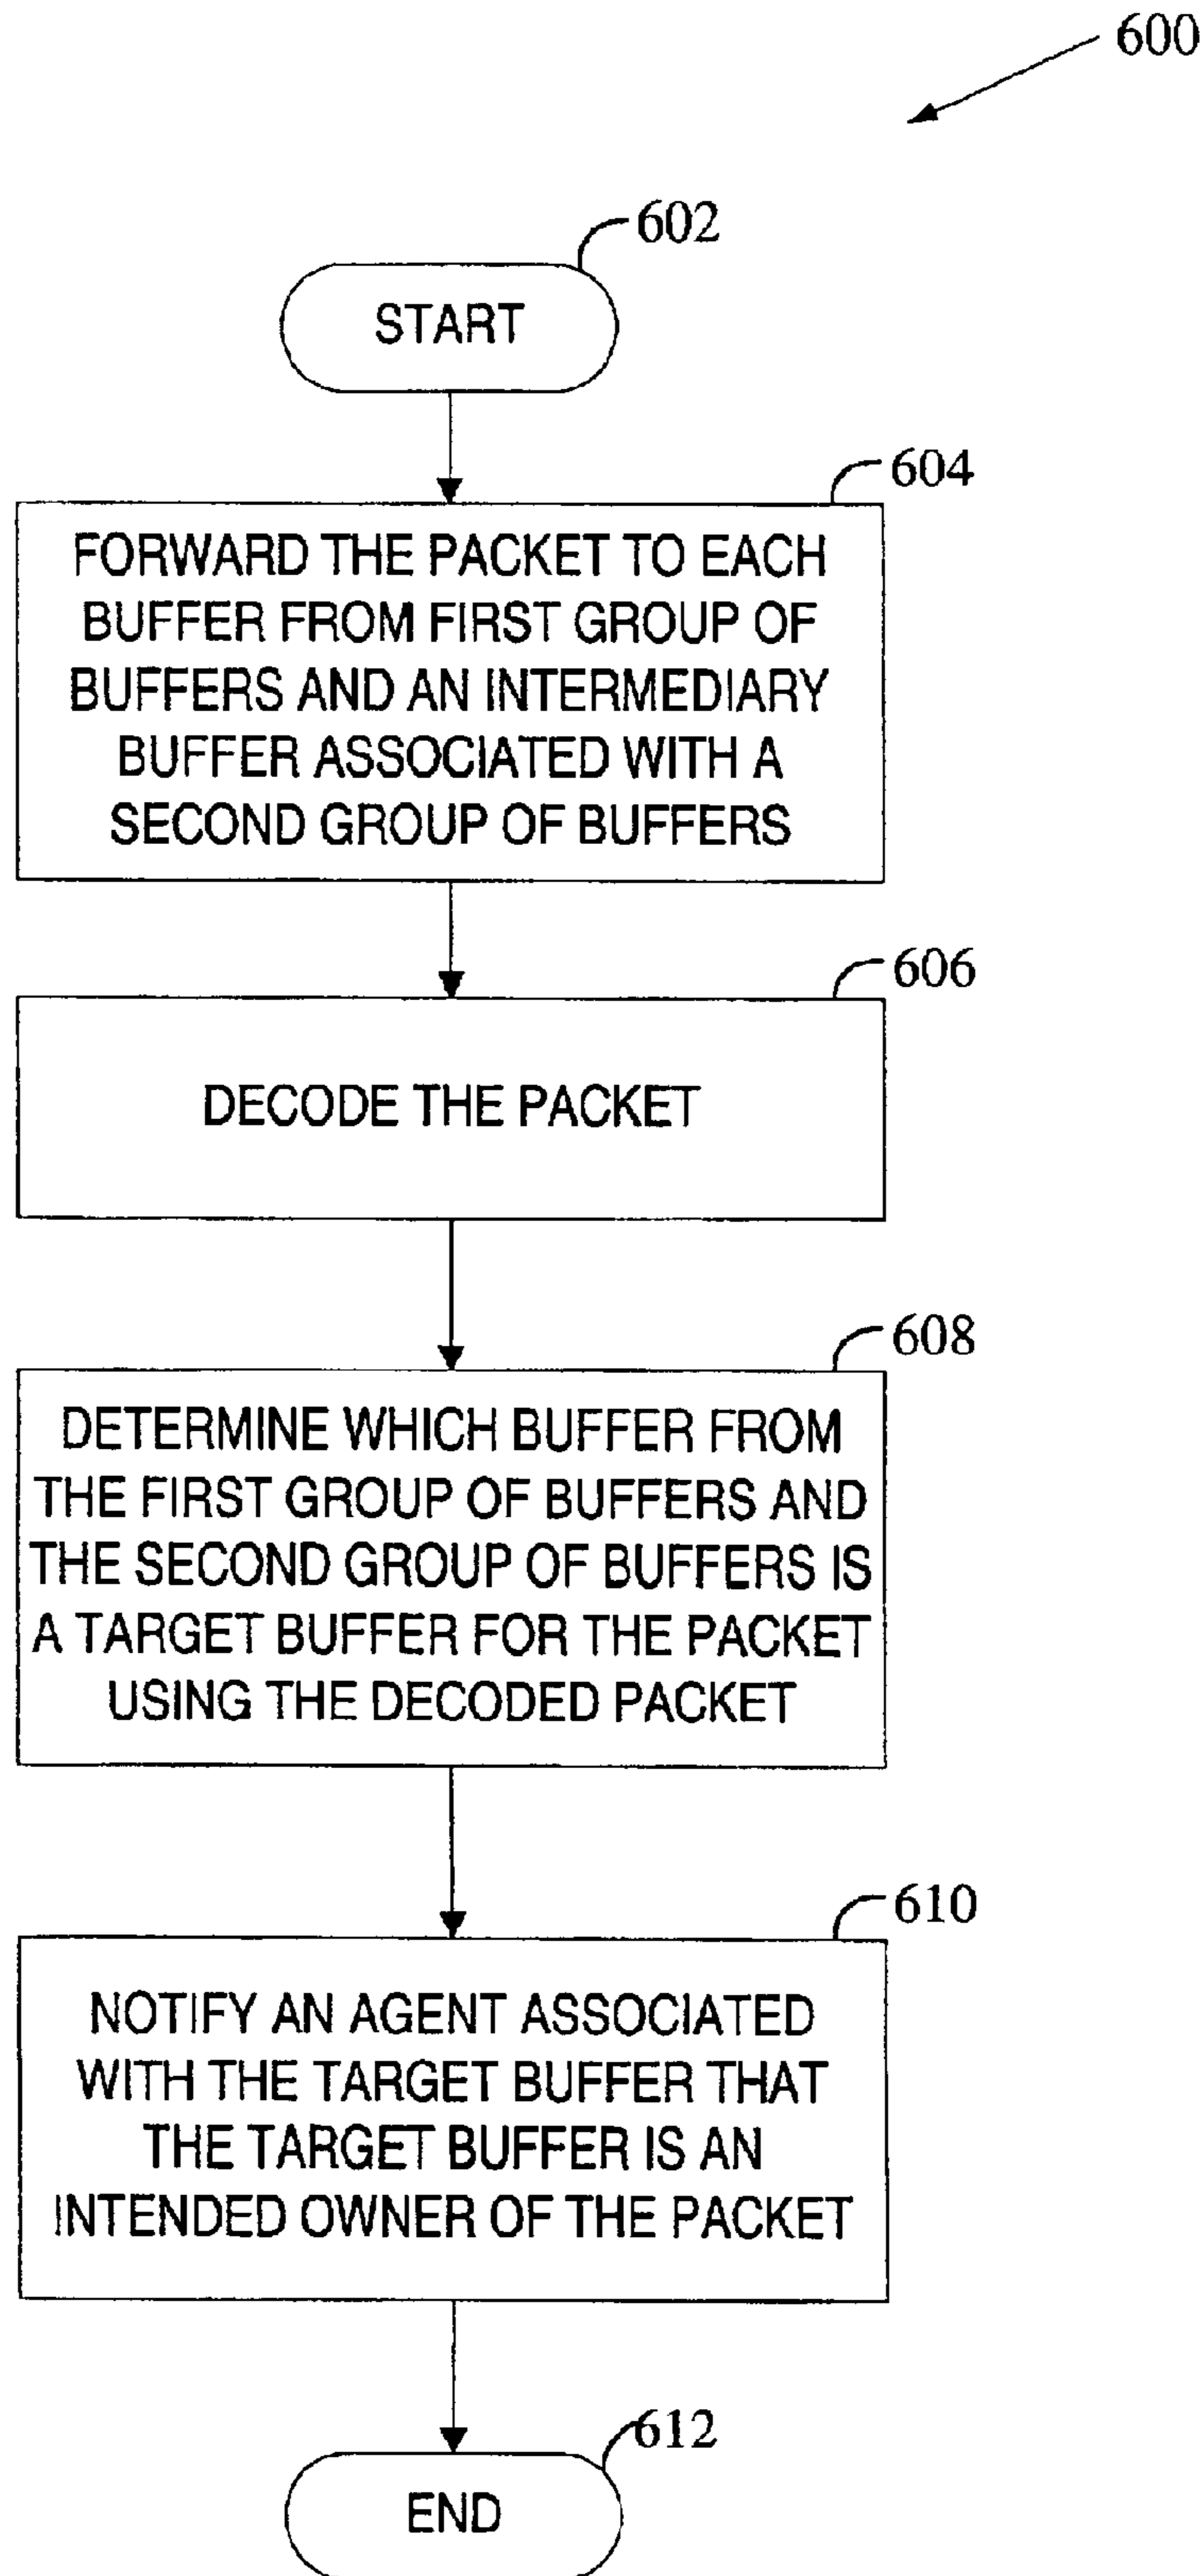 600
602
START
604
FORWARD THE PACKET TO EACH
BUFFER FROM FIRST GROUP OF
BUFFERS AND AN INTERMEDIARY
BUFFER ASSOCIATED WITH A
SECOND GROUP OF BUFFERS
606
DECODE THE PACKET
608
DETERMINE WHICH BUFFER FROM
THE FIRST GROUP OF BUFFERS AND
THE SECOND GROUP OF BUFFERS IS
A TARGET BUFFER FOR THE PACKET
USING THE DECODED PACKET
610
NOTIFY AN AGENT ASSOCIATED
WITH THE TARGET BUFFER THAT
THE TARGET BUFFER IS AN
INTENDED OWNER OF THE PACKET
612
END